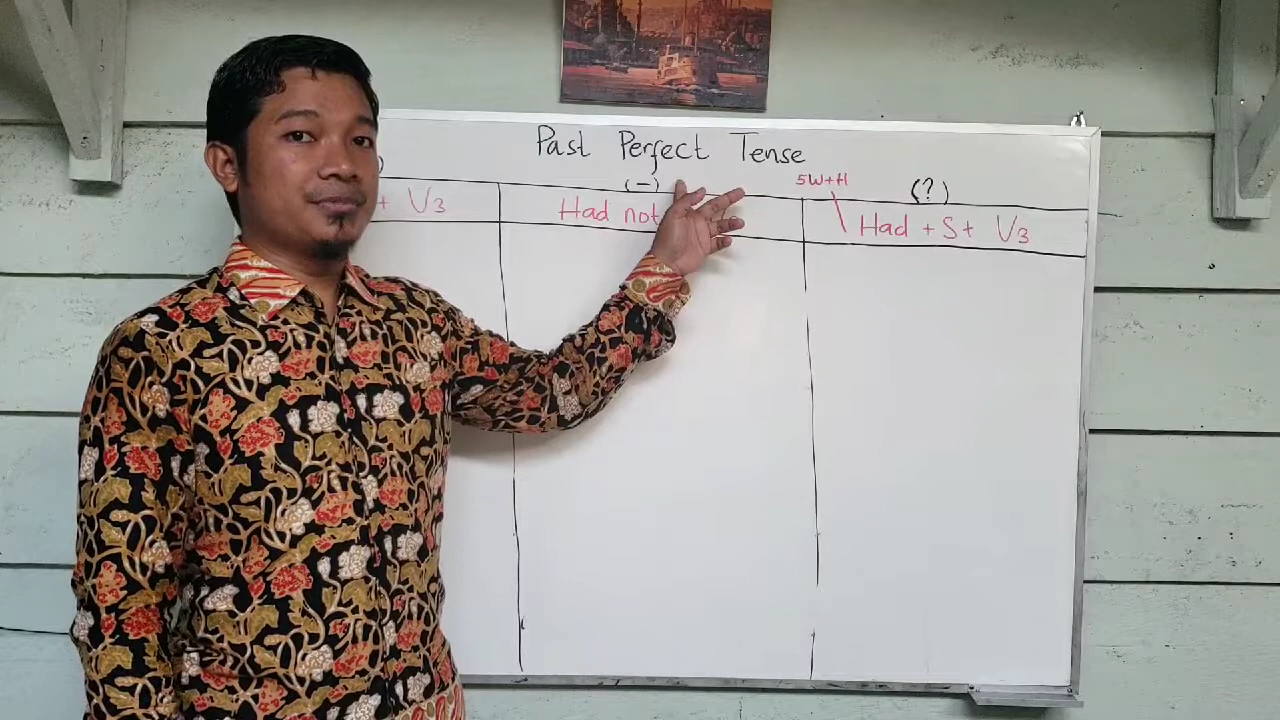 Past Perfect Tense
(-)
5W+H
(?)
+ V3
Had not
Had + S + V3